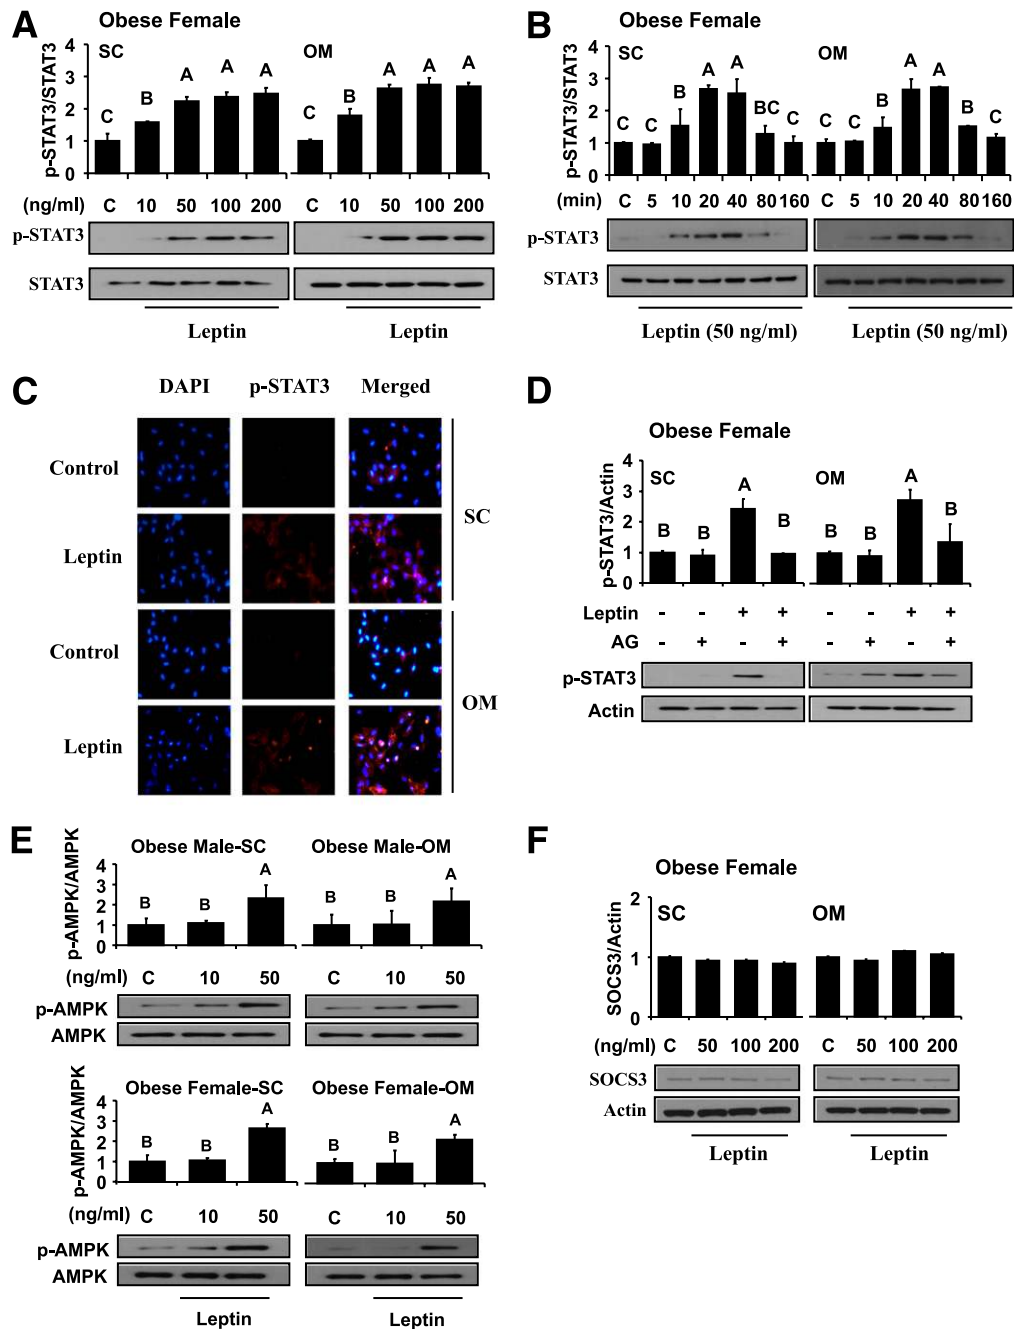 A
Obese Female
p-STAT3/STAT3
4
3
2
1
0
SC
C B A A A
OM
C B A A A
(ng/ml) C 10 50 100 200 C 10 50 100 200
p-STAT3
STAT3
Leptin Leptin
B
Obese Female
p-STAT3/STAT3
4
3
2
1
0
SC
C C B A A BC C
OM
C C B A A B C
(min) C 5 10 20 40 80 160 C 5 10 20 40 80 160
p-STAT3
STAT3
Leptin (50 ng/ml) Leptin (50 ng/ml)
C
DAPI p-STAT3 Merged
Control
Leptin
SC
Control
Leptin
OM
D
Obese Female
p-STAT3/Actin
4
3
2
1
0
SC
B B A B
OM
B B A B
Leptin - - + + - - + +
AG - + - + - + - +
p-STAT3
Actin
E
Obese Male-SC Obese Male-OM
p-AMPK/AMPK
4
3
2
1
0
B B A B B A
(ng/ml) C 10 50 C 10 50
p-AMPK
AMPK
Obese Female-SC Obese Female-OM
p-AMPK/AMPK
4
3
2
1
0
B B A B B A
(ng/ml) C 10 50 C 10 50
p-AMPK
AMPK
Leptin Leptin
F
Obese Female
SOCS3/Actin
2
1
0
SC OM
(ng/ml) C 50 100 200 C 50 100 200
SOCS3
Actin
Leptin Leptin